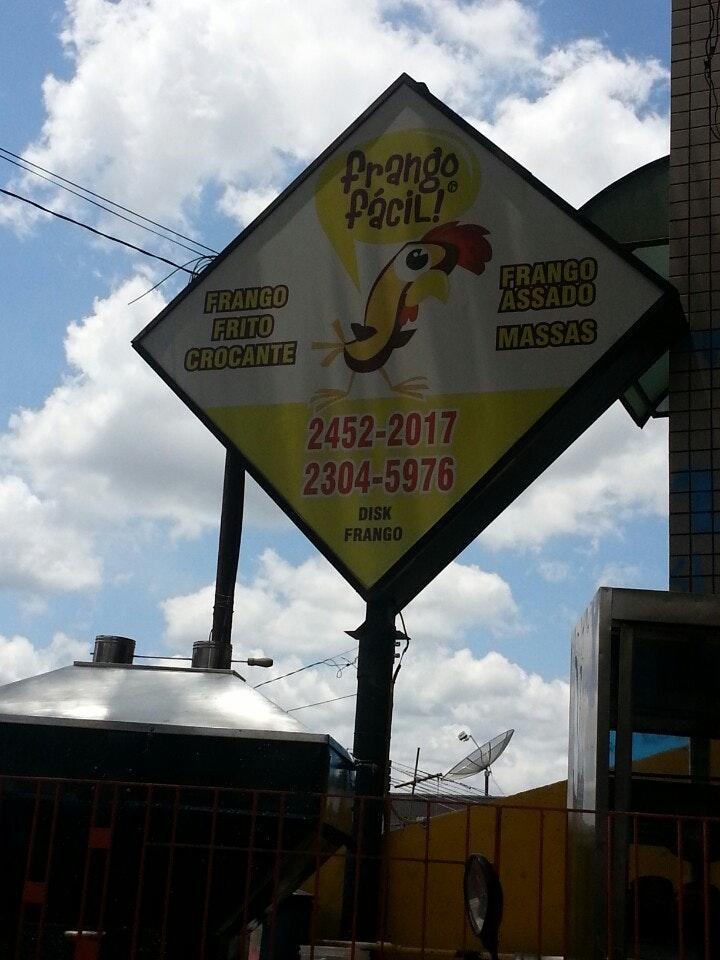 frango
fácil!®
FRANGO
FRITO
CROCANTE
FRANGO
ASSADO
MASSAS
2452-2017
2304-5976
DISK
FRANGO